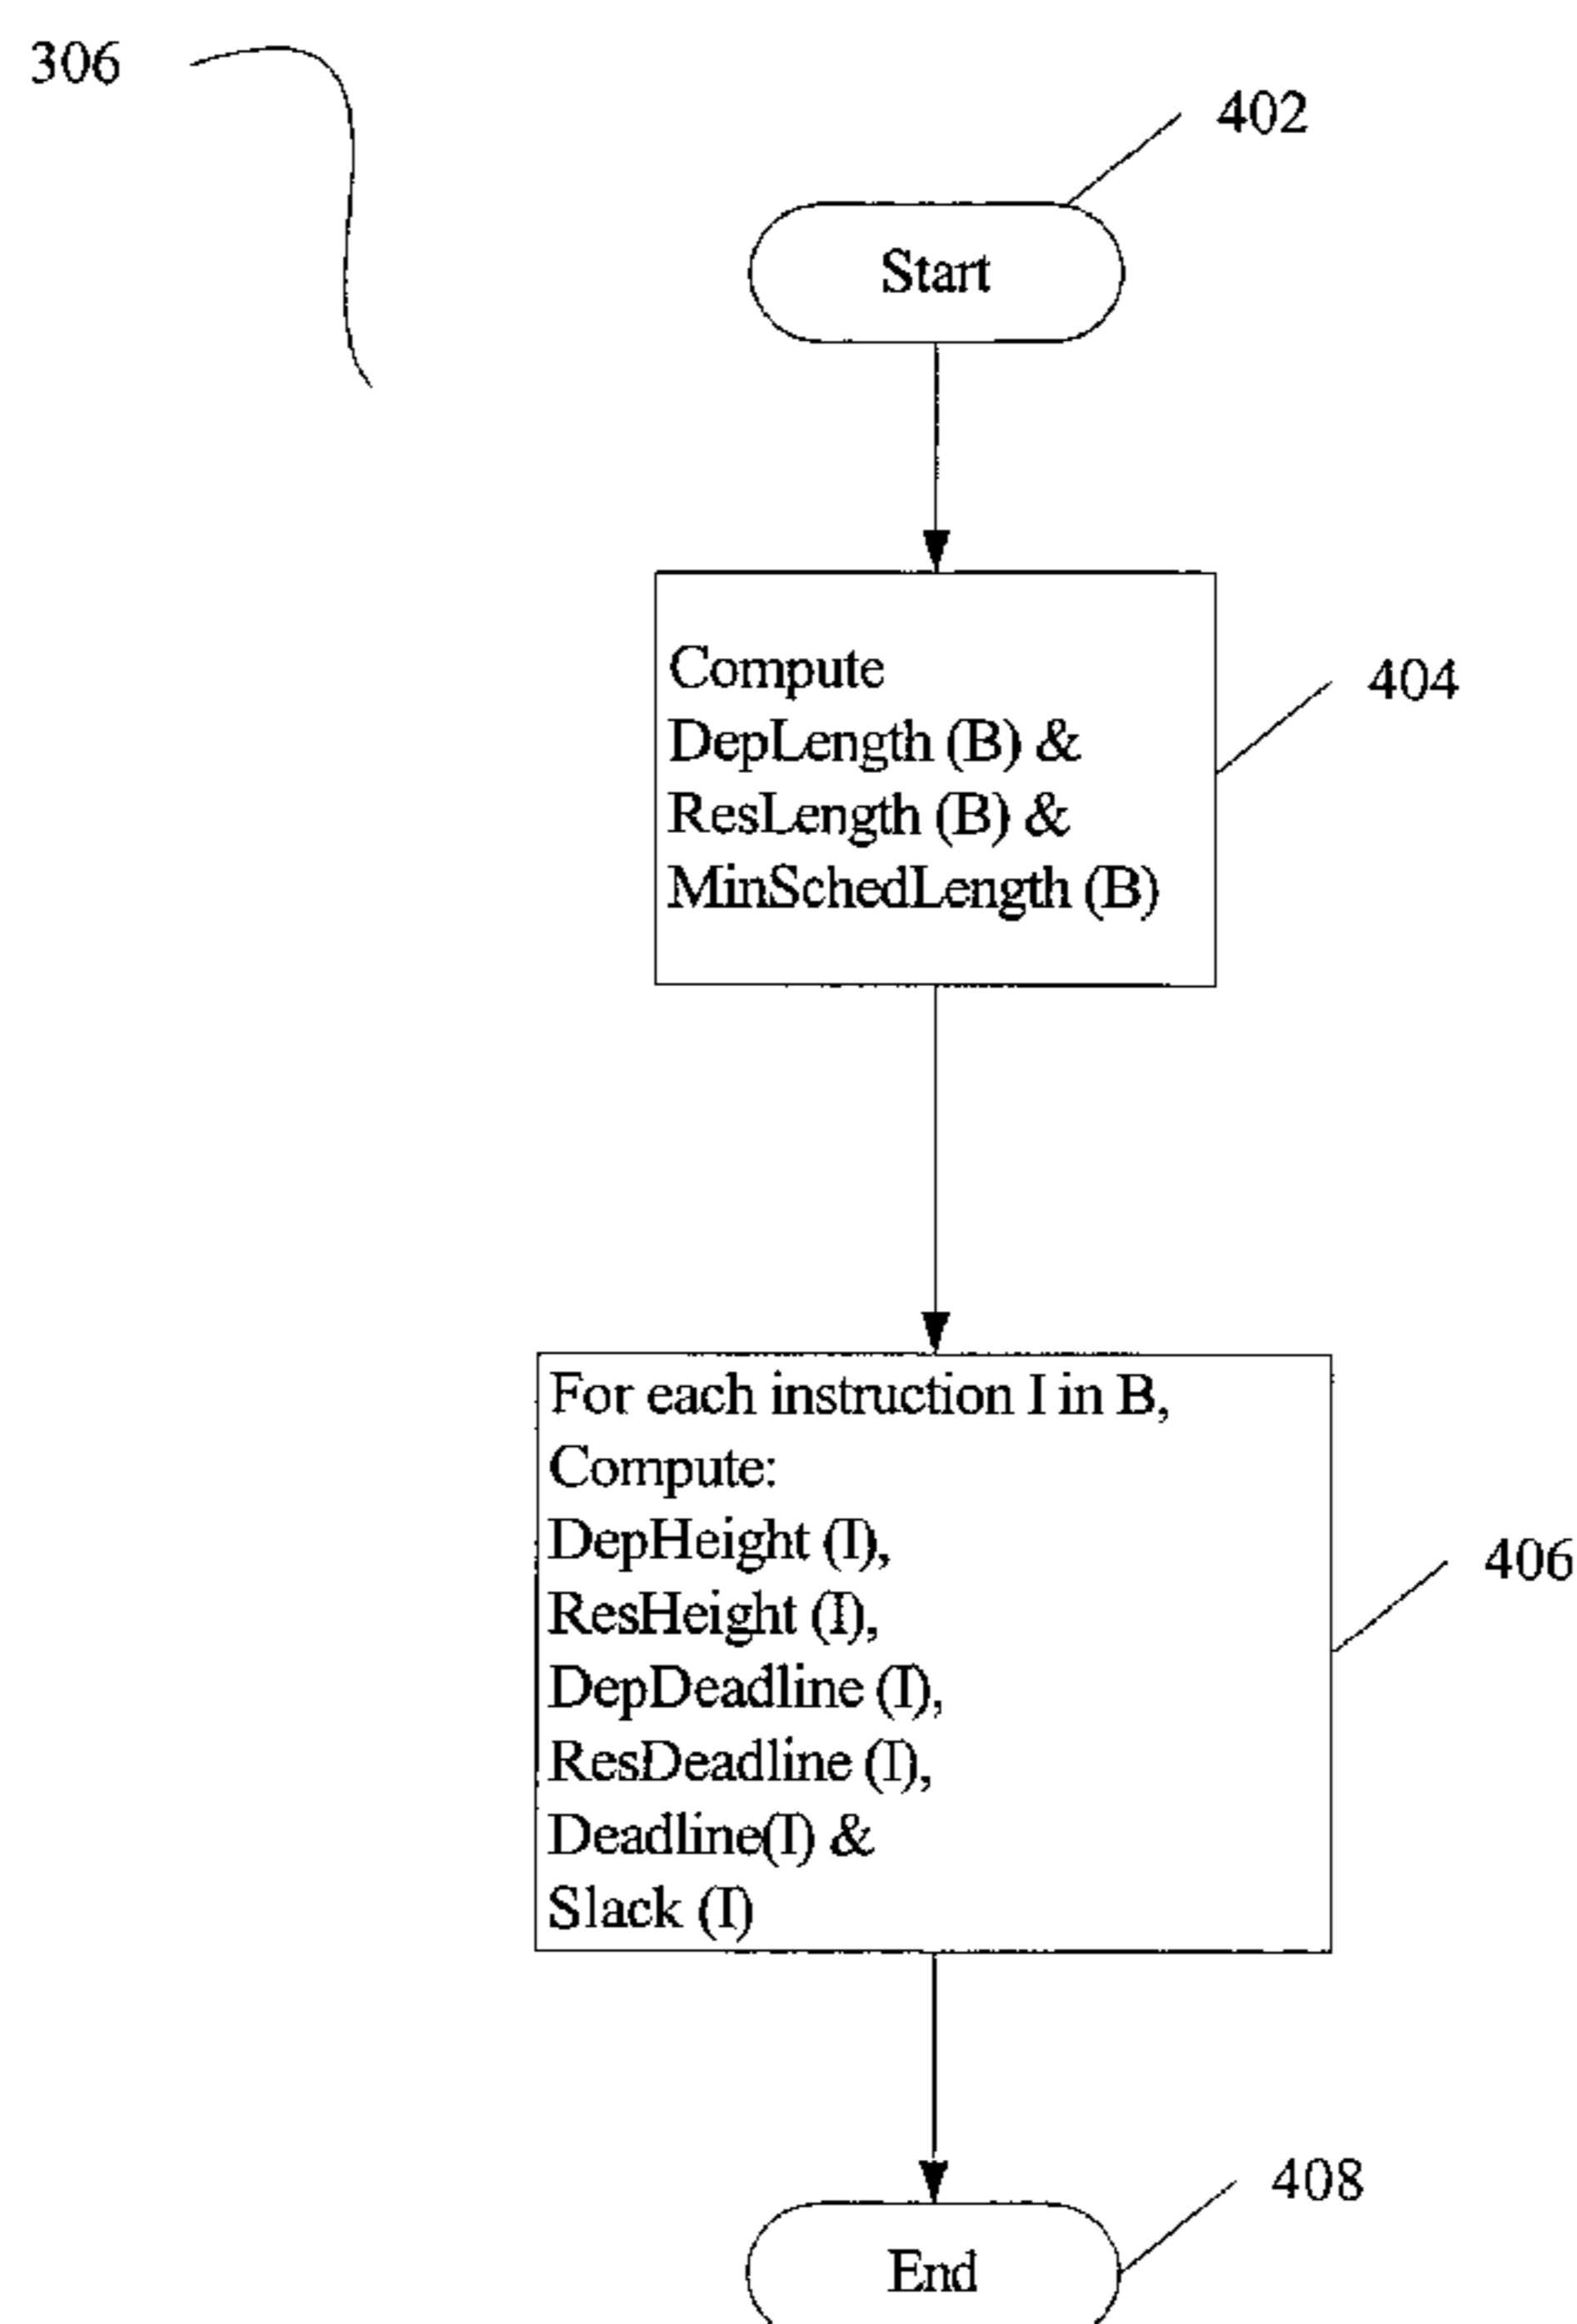 306
402
Start
Compute
DepLength (B) &
ResLength (B) &
MinSchedLength (B)
404
For each instruction I in B,
Compute:
DepHeight (I),
ResHeight (I),
DepDeadline (I),
ResDeadline (I),
Deadline(I) &
Slack (I)
406
408
End